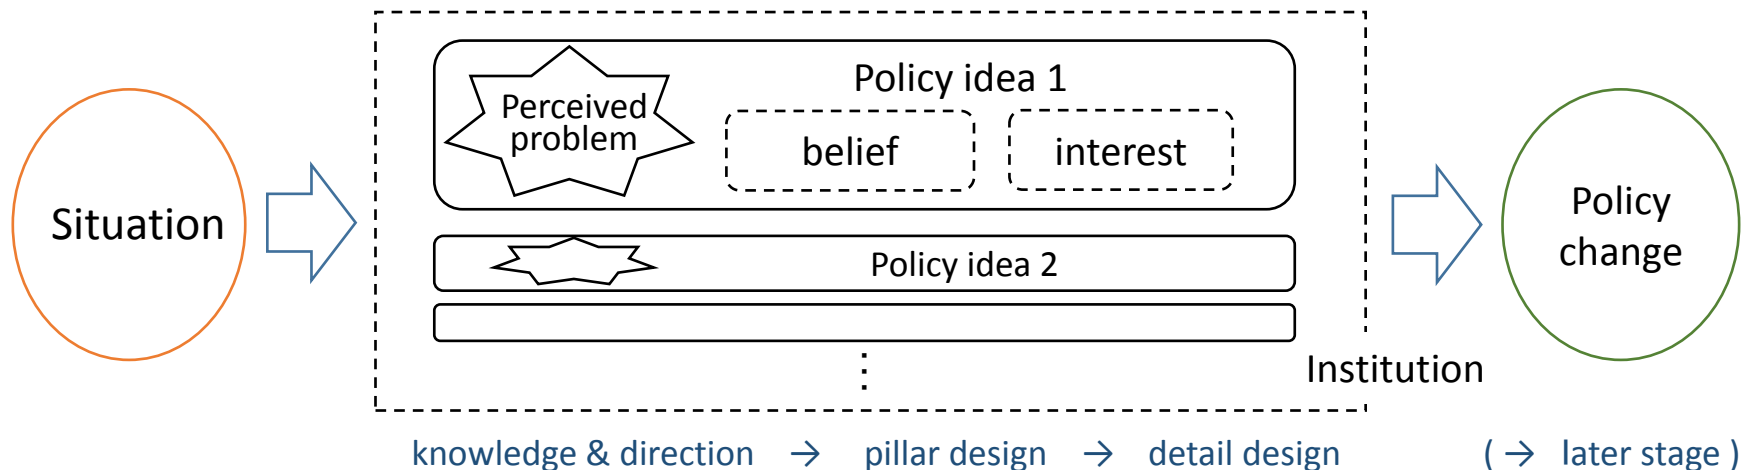 Situation
Perceived
problem
Policy idea 1
belief
interest
Policy idea 2
⋮
Institution
Policy
change
knowledge & direction → pillar design → detail design ( → later stage )